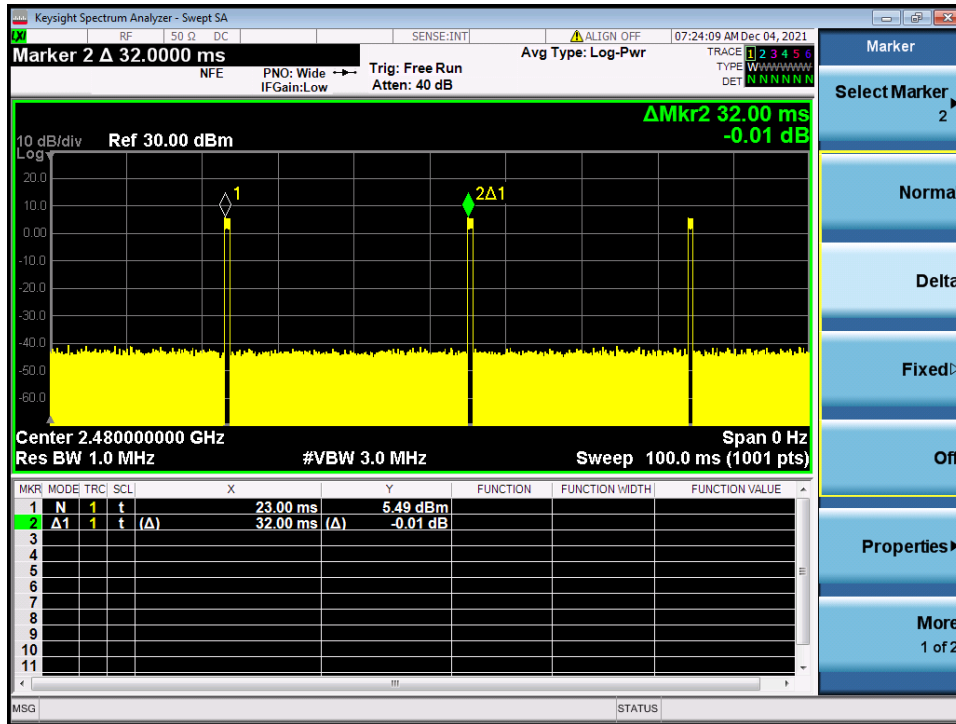 Keysight Spectrum Analyzer - Swept SA
LXI RF 50 Ω DC SENSE:INT ALIGN OFF 07:24:09 AM Dec 04, 2021
Marker 2 Δ 32.0000 ms
NFE
PNO: Wide
IFGain:Low
Trig: Free Run
Atten: 40 dB
Avg Type: Log-Pwr
TRACE 1 2 3 4 5 6
TYPE WWWWWW
DET N N N N N N
ΔMkr2 32.00 ms
-0.01 dB
10 dB/div Ref 30.00 dBm
Log
20.0
10.0
0.00
-10.0
-20.0
-30.0
-40.0
-50.0
-60.0
1
2Δ1
Center 2.480000000 GHz Span 0 Hz
Res BW 1.0 MHz #VBW 3.0 MHz Sweep 100.0 ms (1001 pts)
MKR MODE TRC SCL X Y FUNCTION FUNCTION WIDTH FUNCTION VALUE
1 N 1 t 23.00 ms 5.49 dBm
2 Δ1 1 t (Δ) 32.00 ms (Δ) -0.01 dB
3
4
5
6
7
8
9
10
11
MSG STATUS
Marker
Select Marker
2
Norma
Delta
Fixed
Off
Properties
More
1 of 2